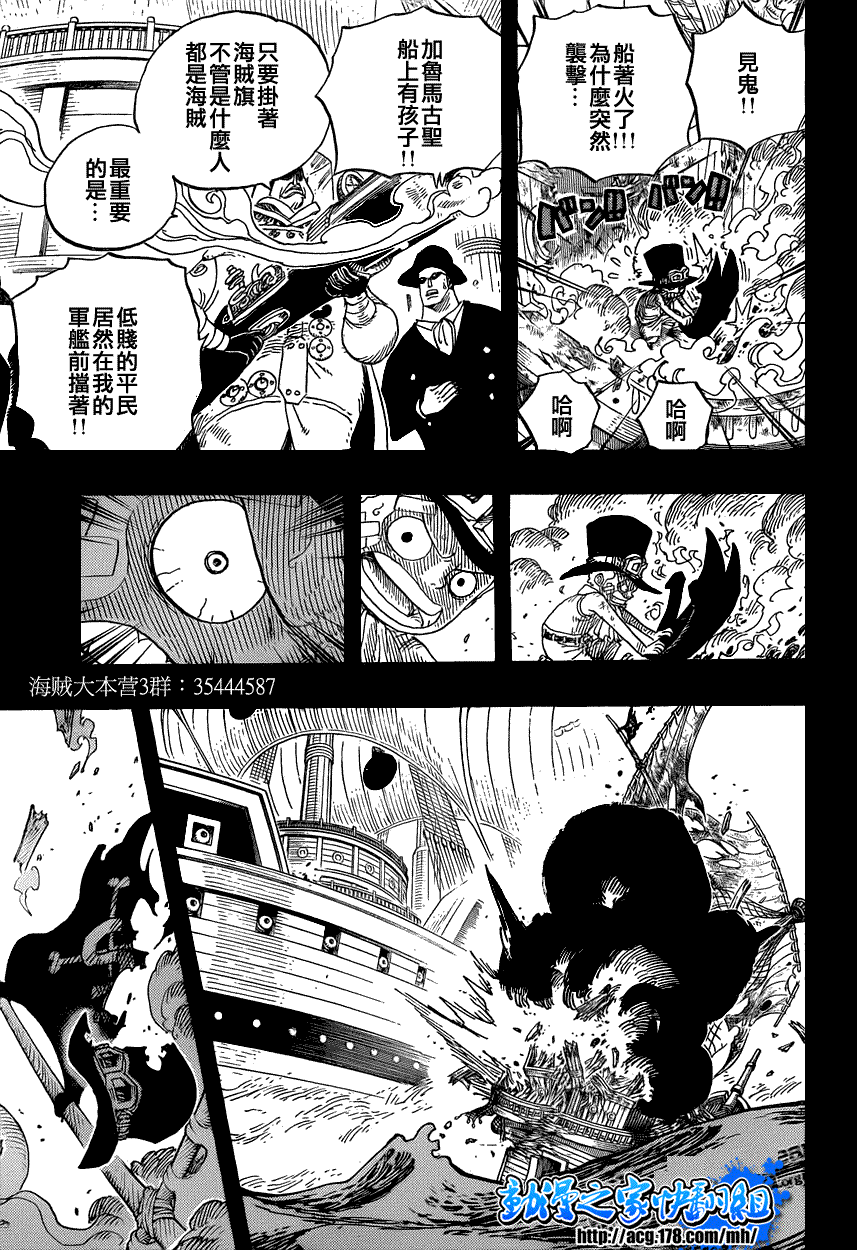 見鬼!!
船著火了!!!
為什麼突然
襲擊…
バン!!
バン!!
哈啊
哈啊
加魯馬古聖
船上有孩子!!
只要掛著
海賊旗
不管是什麼人
都是海賊
最重要
的是…
低賤的平民
居然在我的
軍艦前擋著!!
海贼大本营3群：35444587
動漫之家快翻組
http://acg.178.com/mh/